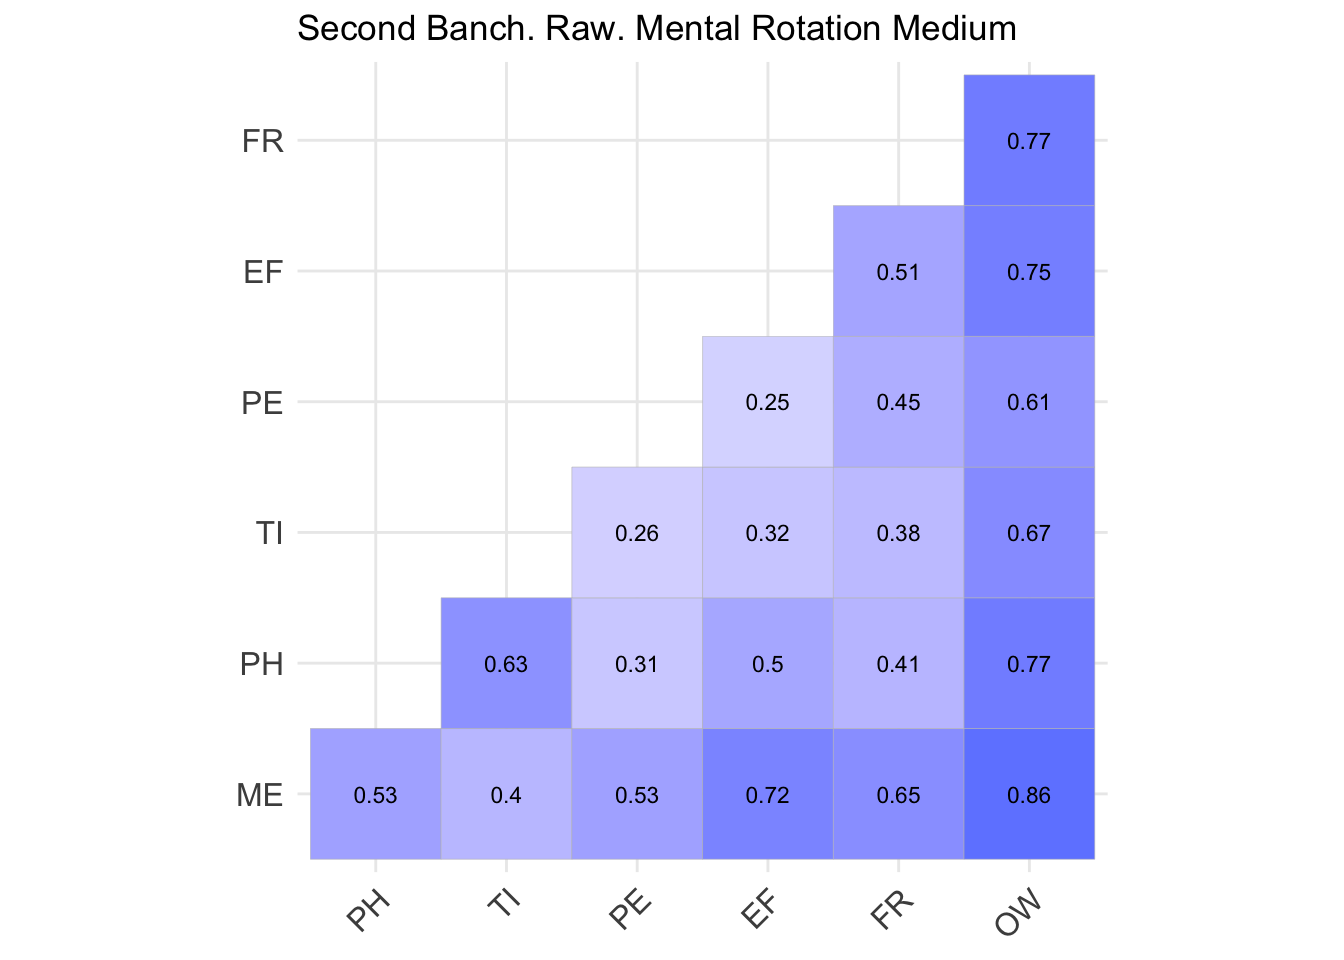 Second Banch. Raw. Mental Rotation Medium
FR 0.77
EF 0.51 0.75
PE 0.25 0.45 0.61
TI 0.26 0.32 0.38 0.67
PH 0.63 0.31 0.5 0.41 0.77
ME 0.53 0.4 0.53 0.72 0.65 0.86
PH TI PE EF FR OW